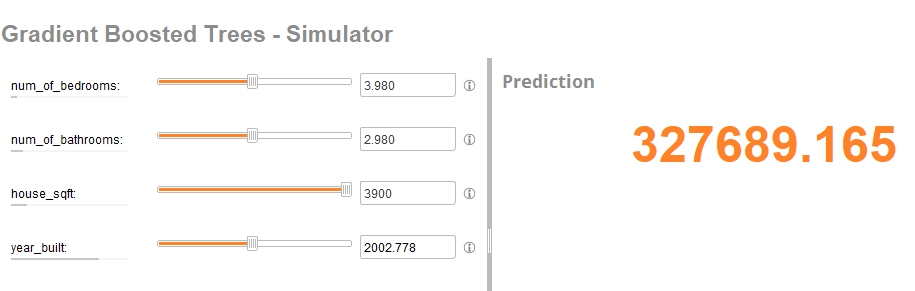 Gradient Boosted Trees - Simulator
num_of_bedrooms: 3.980
num_of_bathrooms: 2.980
house_sqft: 3900
year_built: 2002.778
Prediction
327689.165